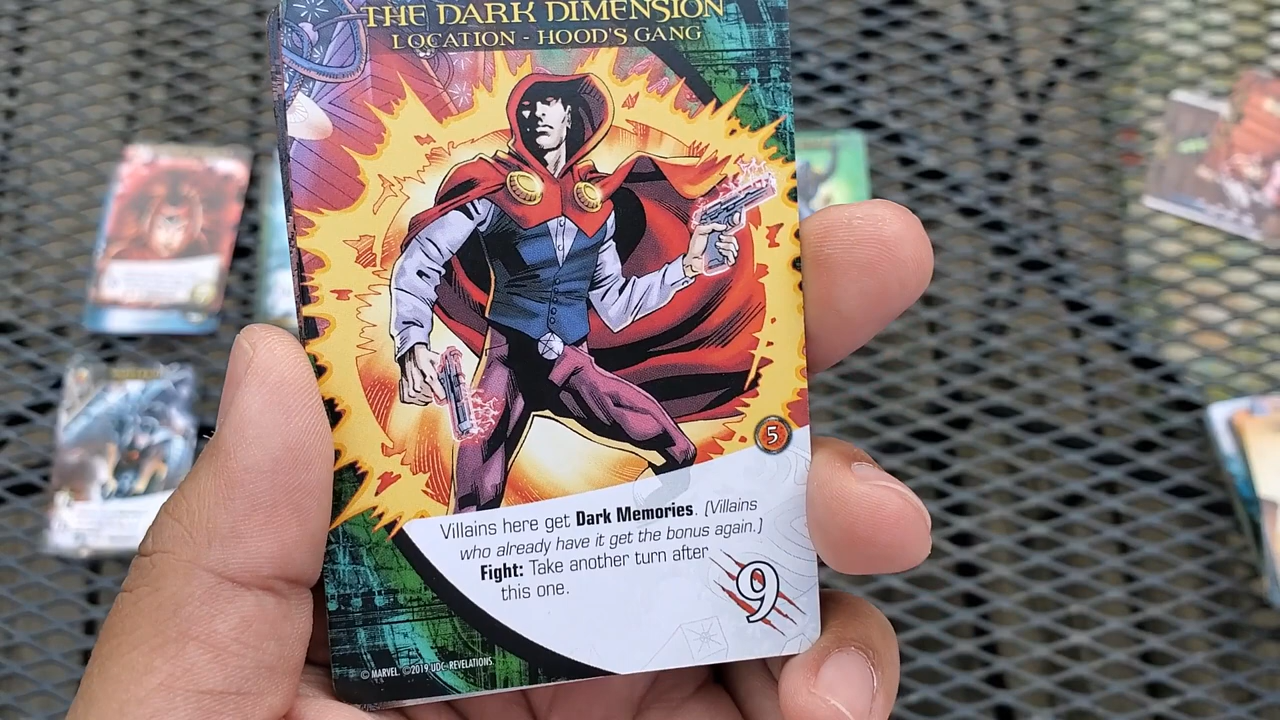 THE DARK DIMENSION
LOCATION - HOOD'S GANG
5
Villains here get Dark Memories. (Villains
who already have it get the bonus again.)
Fight: Take another turn after
this one.
9
© MARVEL. ©2019 UDC. REVELATIONS